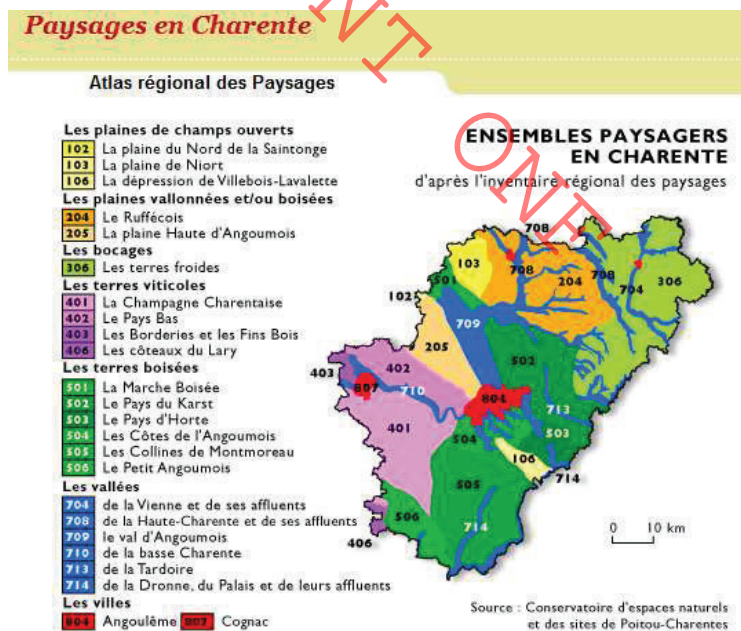 Paysages en Charente
Atlas régional des Paysages
Les plaines de champs ouverts
102 La plaine du Nord de la Saintonge
103 La plaine de Niort
106 La dépression de Villebois-Lavalette
Les plaines vallonnées et/ou boisées
204 Le Ruffécois
205 La plaine Haute d'Angoumois
Les bocages
306 Les terres froides
Les terres viticoles
401 La Champagne Charentaise
402 Le Pays Bas
403 Les Borderies et les Fins Bois
406 Les côteaux du Lary
Les terres boisées
501 La Marche Boisée
502 Le Pays du Karst
503 Le Pays d'Horte
504 Les Côtes de l'Angoumois
505 Les Collines de Montmoreau
506 Le Petit Angoumois
Les vallées
704 de la Vienne et de ses affluents
708 de la Haute-Charente et de ses affluents
709 le val d'Angoumois
710 de la basse Charente
713 de la Tardoire
714 de la Dronne, du Palais et de leurs affluents
Les villes
804 Angoulême 807 Cognac
ENSEMBLES PAYSAGERS
EN CHARENTE
d'après l'inventaire régional des paysages
708
103
708
204
708
704
306
501
102
709
205
502
403
402
807
710
804
713
401
504
503
106
714
505
506
714
406
0 10 km
Source : Conservatoire d'espaces naturels
et des sites de Poitou-Charentes
NT ONF